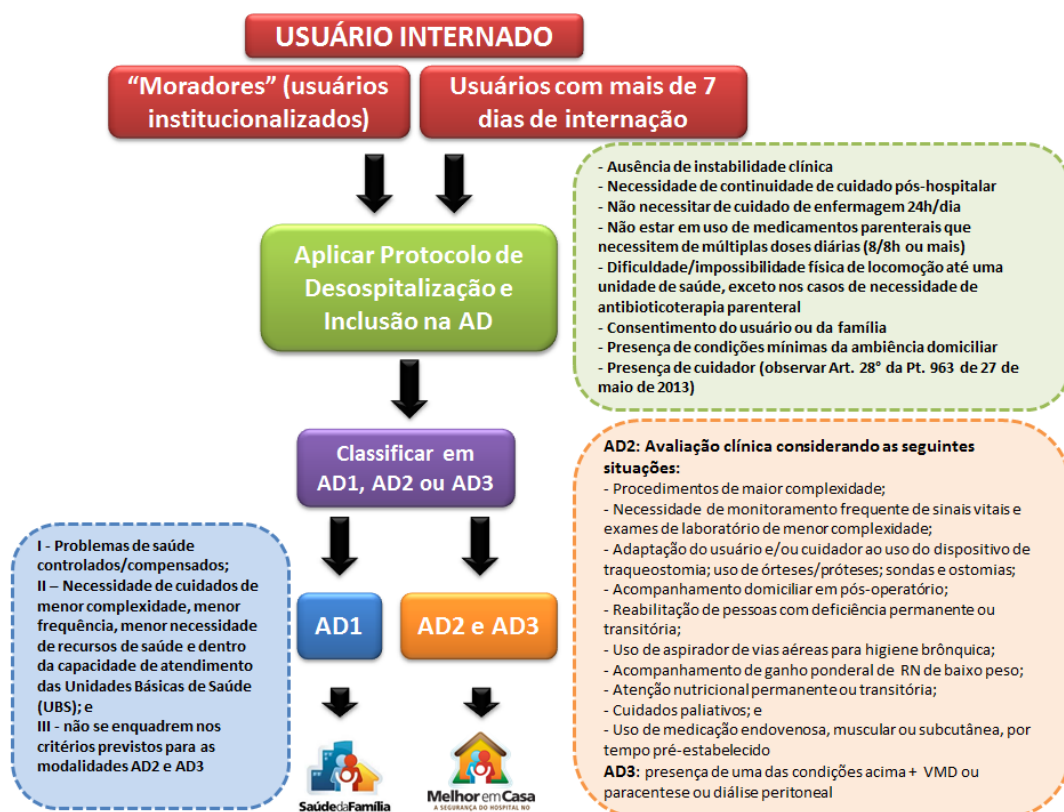 USUÁRIO INTERNADO
“Moradores” (usuários
institucionalizados)
Usuários com mais de 7
dias de internação
- Ausência de instabilidade clínica
- Necessidade de continuidade de cuidado pós-hospitalar
- Não necessitar de cuidado de enfermagem 24h/dia
- Não estar em uso de medicamentos parenterais que
necessitem de múltiplas doses diárias (8/8h ou mais)
- Dificuldade/impossibilidade física de locomoção até uma
unidade de saúde, exceto nos casos de necessidade de
antibioticoterapia parenteral
- Consentimento do usuário ou da família
- Presença de condições mínimas da ambiência domiciliar
- Presença de cuidador (observar Art. 28° da Pt. 963 de 27 de
maio de 2013)
Aplicar Protocolo de
Desospitalização e
Inclusão na AD
Classificar em
AD1, AD2 ou AD3
AD2: Avaliação clínica considerando as seguintes
situações:
- Procedimentos de maior complexidade;
- Necessidade de monitoramento frequente de sinais vitais e
exames de laboratório de menor complexidade;
- Adaptação do usuário e/ou cuidador ao uso do dispositivo de
traqueostomia; uso de órteses/próteses; sondas e ostomias;
- Acompanhamento domiciliar em pós-operatório;
- Reabilitação de pessoas com deficiência permanente ou
transitória;
- Uso de aspirador de vias aéreas para higiene brônquica;
- Acompanhamento de ganho ponderal de RN de baixo peso;
- Atenção nutricional permanente ou transitória;
- Cuidados paliativos; e
- Uso de medicação endovenosa, muscular ou subcutânea, por
tempo pré-estabelecido
AD3: presença de uma das condições acima + VMD ou
paracentese ou diálise peritoneal
I - Problemas de saúde
controlados/compensados;
II – Necessidade de cuidados de
menor complexidade, menor
frequência, menor necessidade
de recursos de saúde e dentro
da capacidade de atendimento
das Unidades Básicas de Saúde
(UBS); e
III - não se enquadrem nos
critérios previstos para as
modalidades AD2 e AD3
AD1
AD2 e AD3
SaúdedaFamília
Melhor em Casa
A SEGURANÇA DO HOSPITAL NO